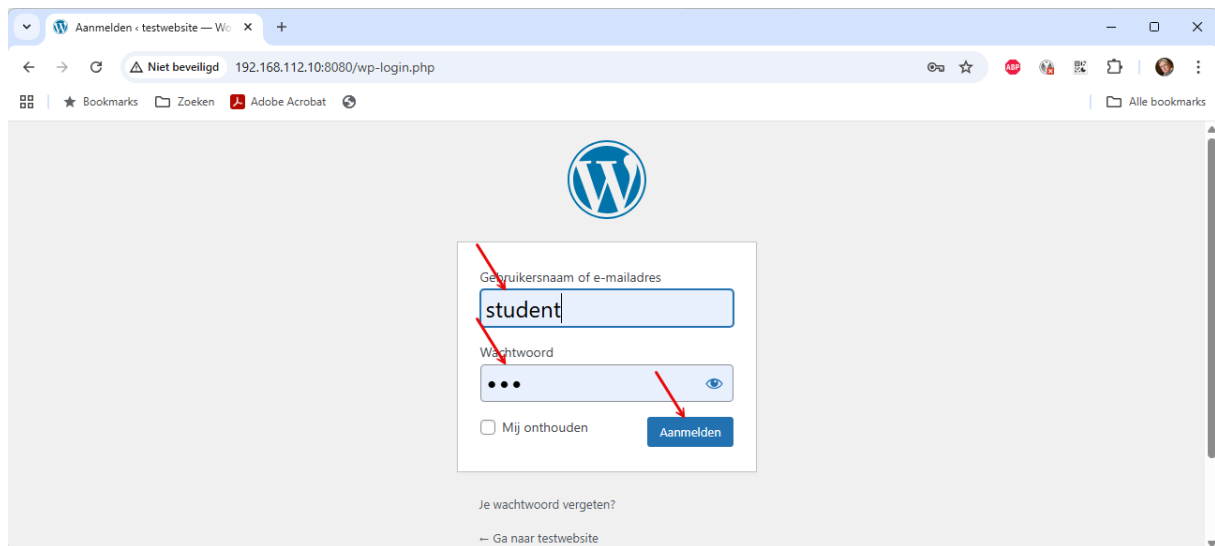 Aanmelden ‹ testwebsite — Wo
Niet beveiligd 192.168.112.10:8080/wp-login.php
ABP
Bookmarks Zoeken Adobe Acrobat Alle bookmarks
Gebruikersnaam of e-mailadres
student
Wachtwoord
•••
Mij onthouden Aanmelden
Je wachtwoord vergeten?
← Ga naar testwebsite